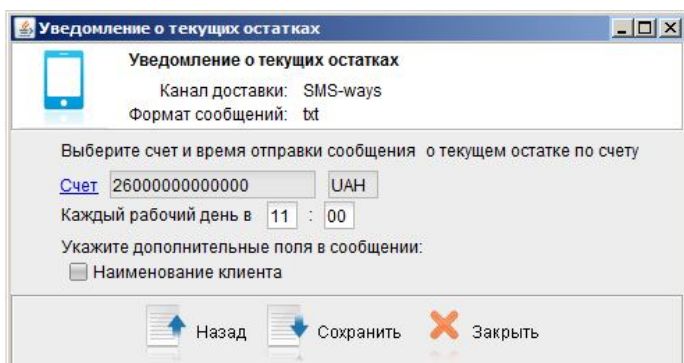 Уведомление о текущих остатках
Уведомление о текущих остатках
Канал доставки: SMS-ways
Формат сообщений: txt
Выберите счет и время отправки сообщения о текущем остатке по счету
Счет 26000000000000 UAH
Каждый рабочий день в 11 : 00
Укажите дополнительные поля в сообщении:
Наименование клиента
Назад Сохранить Закрыть